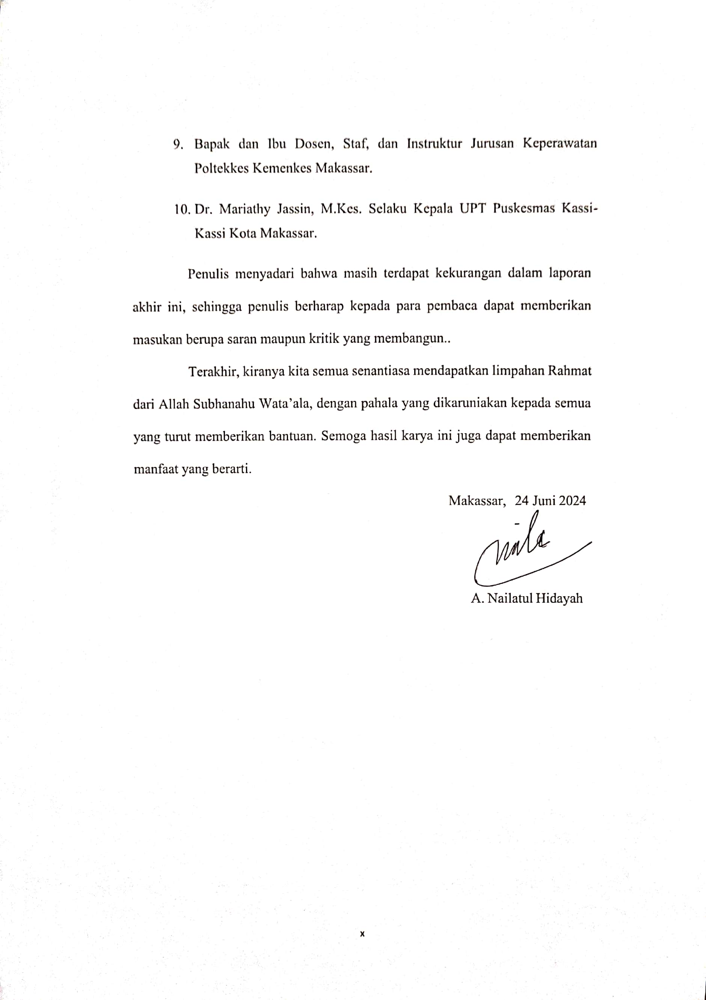 9. Bapak dan Ibu Dosen, Staf, dan Instruktur Jurusan Keperawatan
Poltekkes Kemenkes Makassar.
10. Dr. Mariathy Jassin, M.Kes. Selaku Kepala UPT Puskesmas Kassi-
Kassi Kota Makassar.
Penulis menyadari bahwa masih terdapat kekurangan dalam laporan
akhir ini, sehingga penulis berharap kepada para pembaca dapat memberikan
masukan berupa saran maupun kritik yang membangun..
Terakhir, kiranya kita semua senantiasa mendapatkan limpahan Rahmat
dari Allah Subhanahu Wata’ala, dengan pahala yang dikaruniakan kepada semua
yang turut memberikan bantuan. Semoga hasil karya ini juga dapat memberikan
manfaat yang berarti.
Makassar, 24 Juni 2024
A. Nailatul Hidayah
x